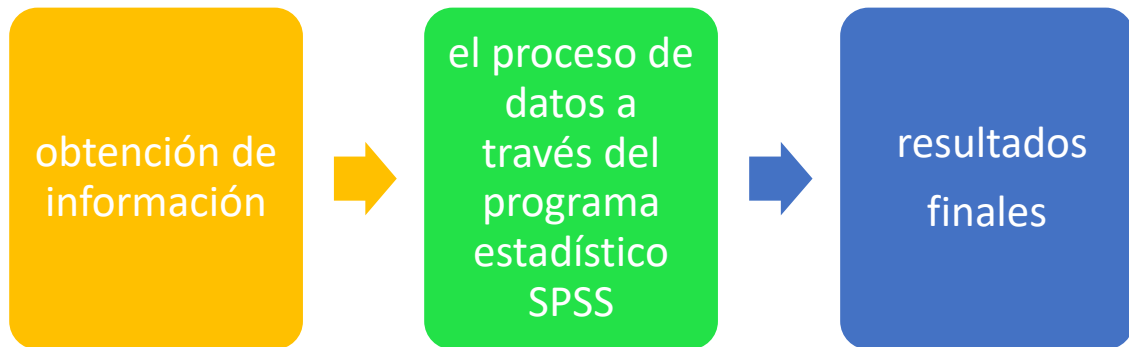 obtención de
información
el proceso de
datos a
través del
programa
estadístico
SPSS
resultados
finales